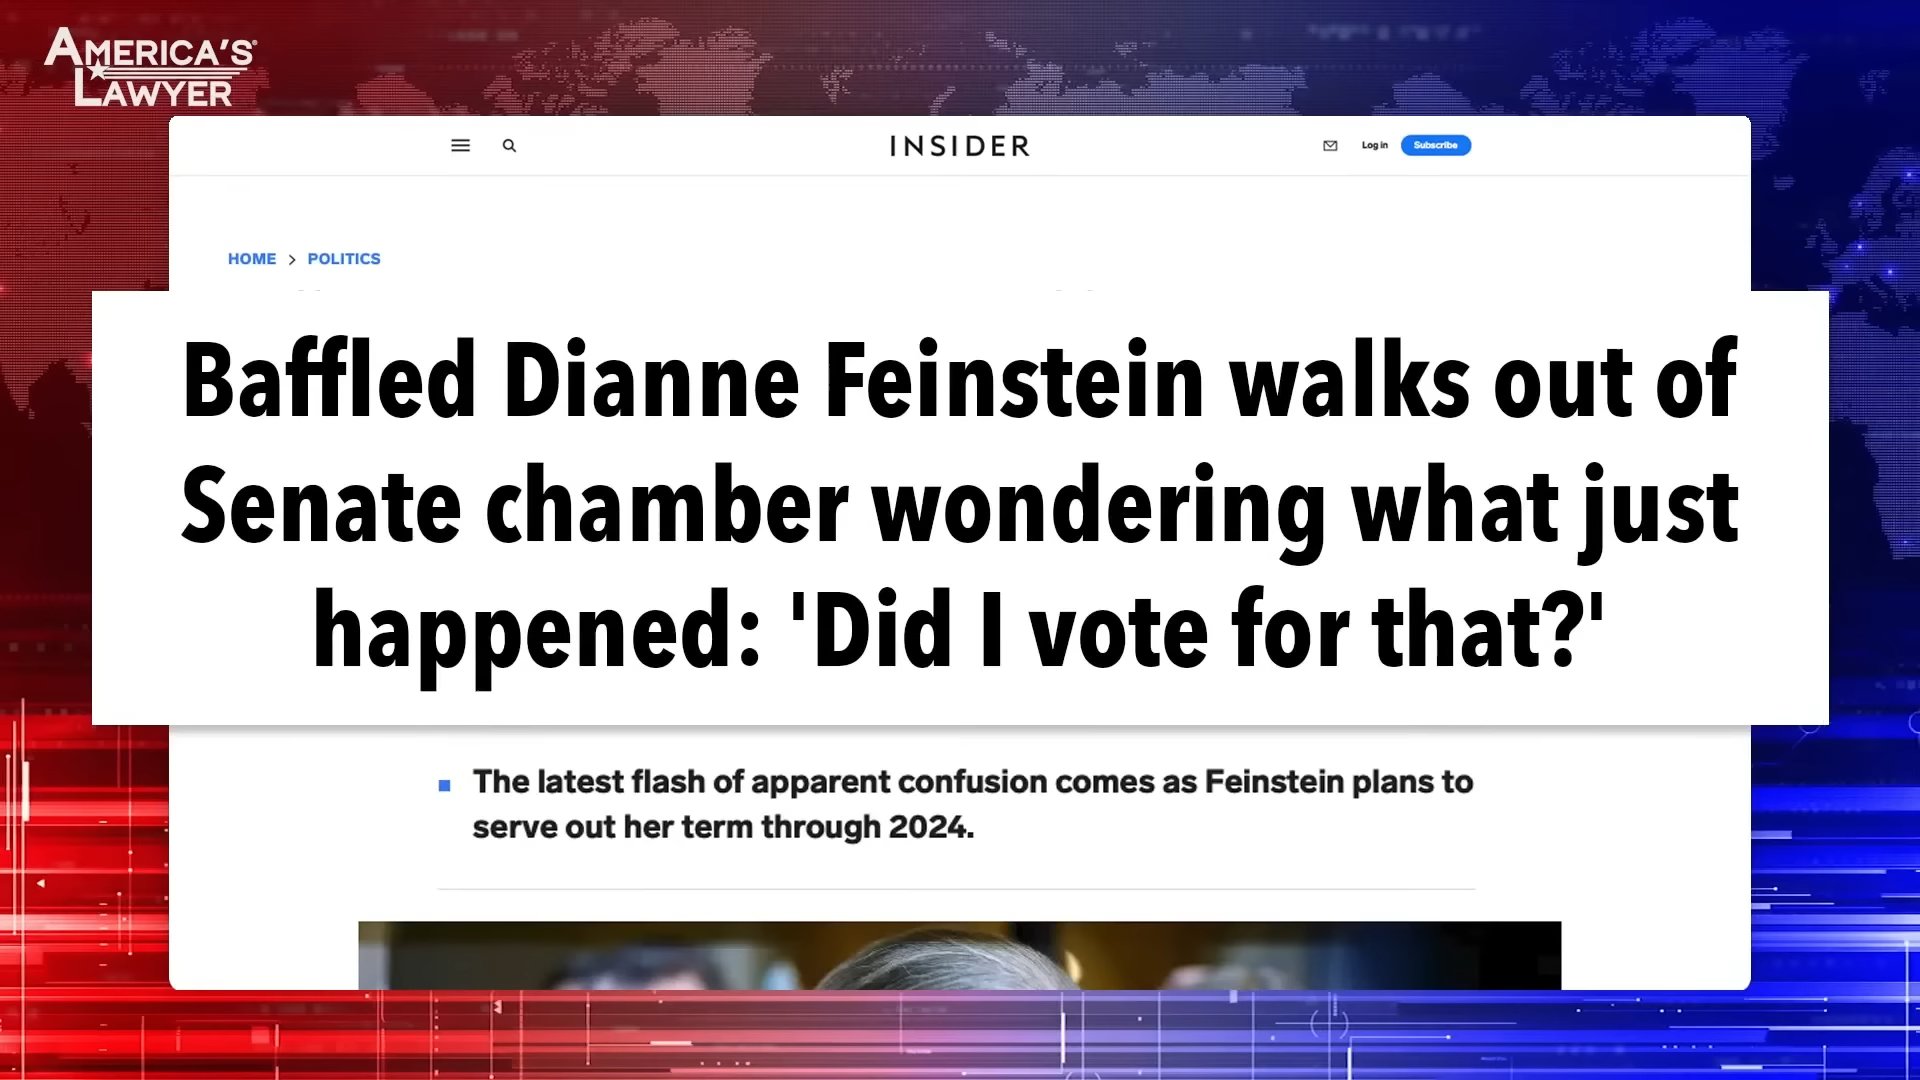 AMERICA'S
LAWYER
INSIDER
Log in
Subscribe
HOME > POLITICS
Baffled Dianne Feinstein walks out of
Senate chamber wondering what just
happened: 'Did I vote for that?'
The latest flash of apparent confusion comes as Feinstein plans to
serve out her term through 2024.